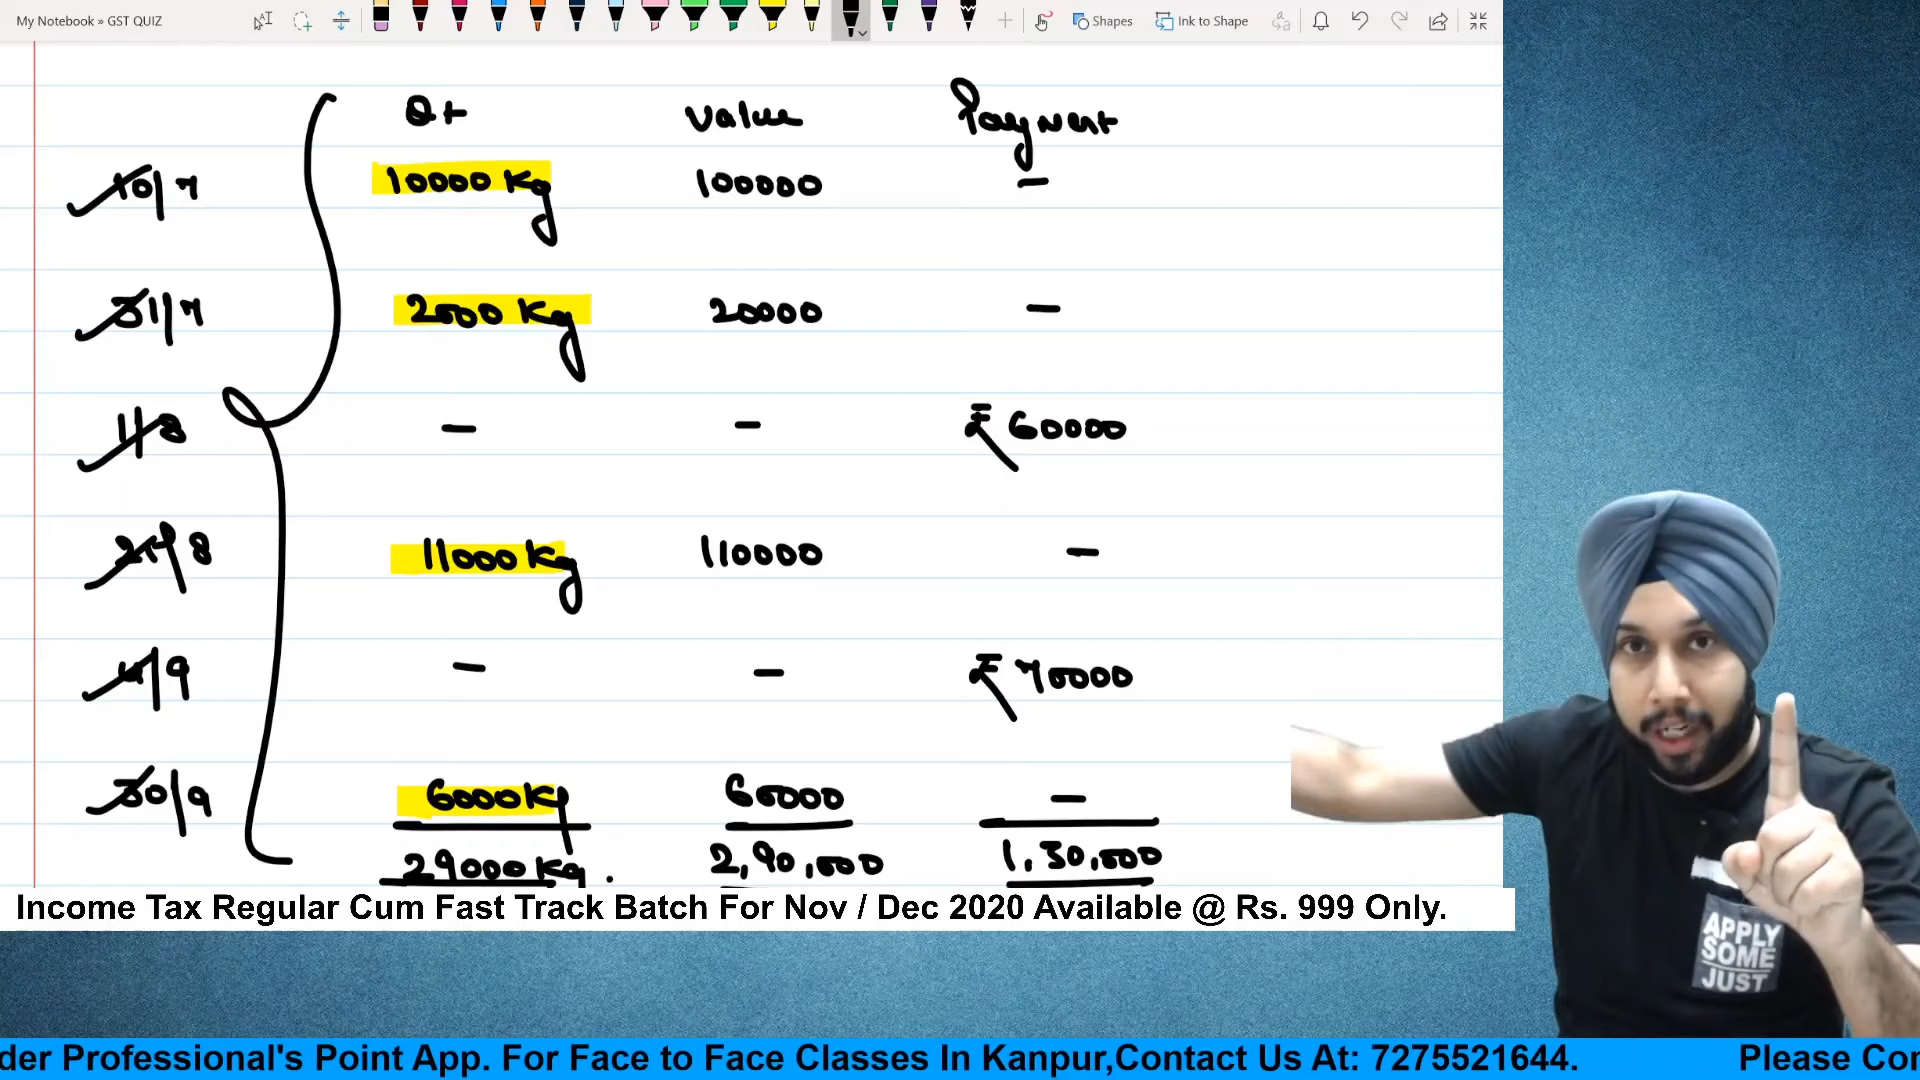 My Notebook » GST QUIZ
Shapes
Ink to Shape
Qt Value Payment
10/7 10000 Kg 100000 -
31/7 2000 Kg 20000 -
1/8 - - ₹ 60000
/8 11000 Kg 110000 -
/9 - - ₹ 70000
30/9 6000 Kg 60000 -
29000 Kg. 2,90,000 1,30,000
APPLY
SOME
JUST
Income Tax Regular Cum Fast Track Batch For Nov / Dec 2020 Available @ Rs. 999 Only.
der Professional's Point App. For Face to Face Classes In Kanpur,Contact Us At: 7275521644. Please Con